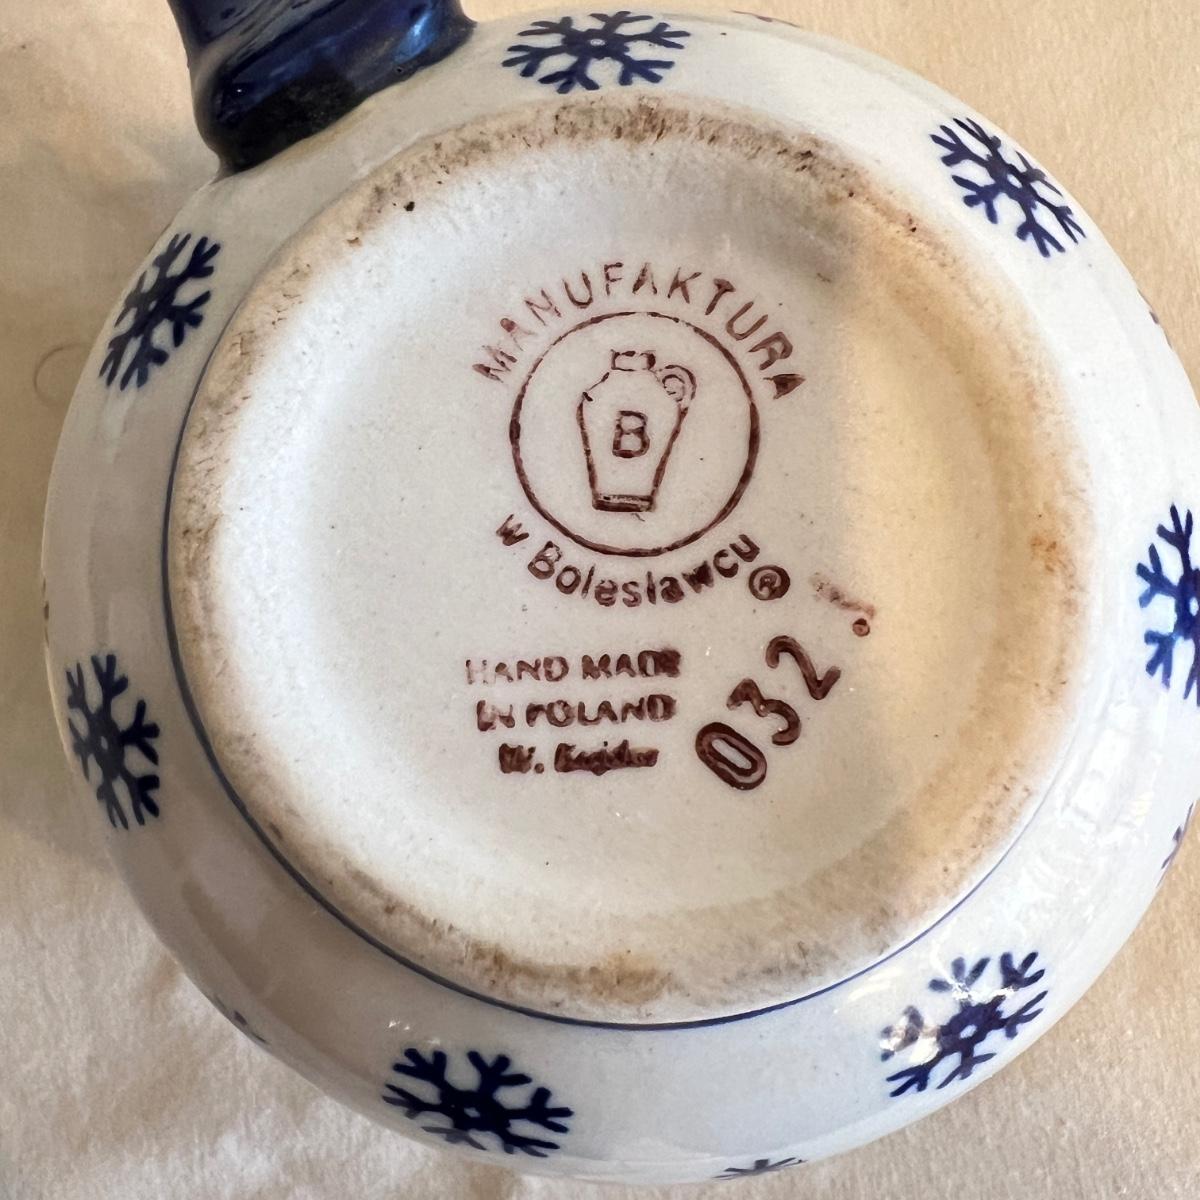 MANUFAKTURA
B
w Bolesławcu®
HAND MADE
IN POLAND
W.
032